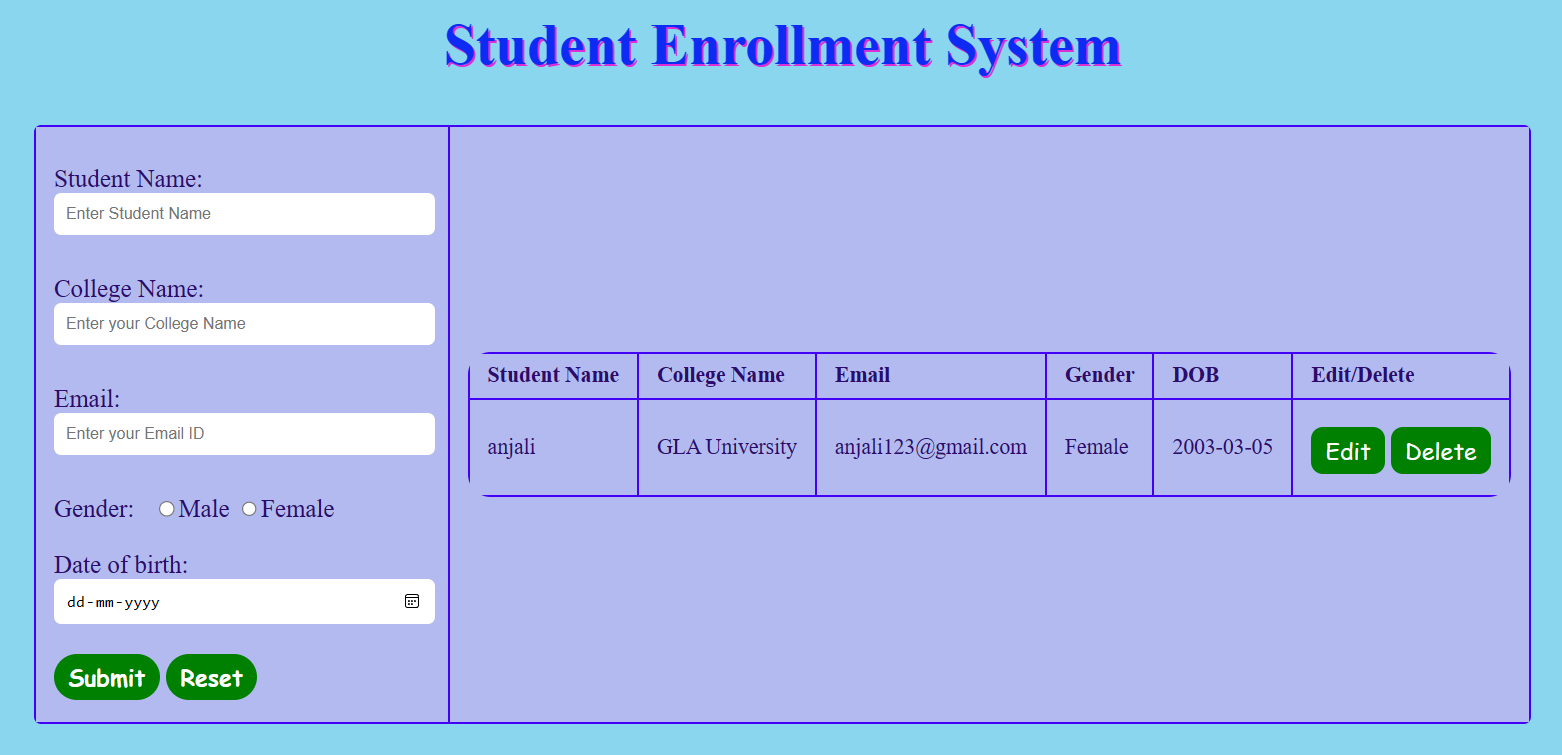 Student Enrollment System
Student Name:
Enter Student Name
College Name:
Enter your College Name
Email:
Enter your Email ID
Gender: Male Female
Date of birth:
dd-mm-yyyy
Submit Reset
Student Name College Name Email Gender DOB Edit/Delete
anjali GLA University anjali123@gmail.com Female 2003-03-05 Edit Delete